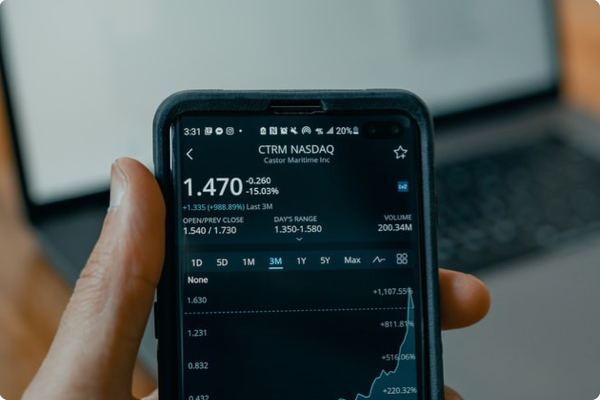 3:31 20%
CTRM NASDAQ
Castor Maritime Inc
1.470 -0.260
-15.03%
+1.335 (+988.89%) Last 3M
OPEN/PREV CLOSE DAY'S RANGE VOLUME
1.540 / 1.730 1.350-1.580 200.34M
1D 5D 1M 3M 1Y 5Y Max
None
+1,107.55%
1.630
1.231 +811.81%
0.832 +516.06%
0.432 +220.32%